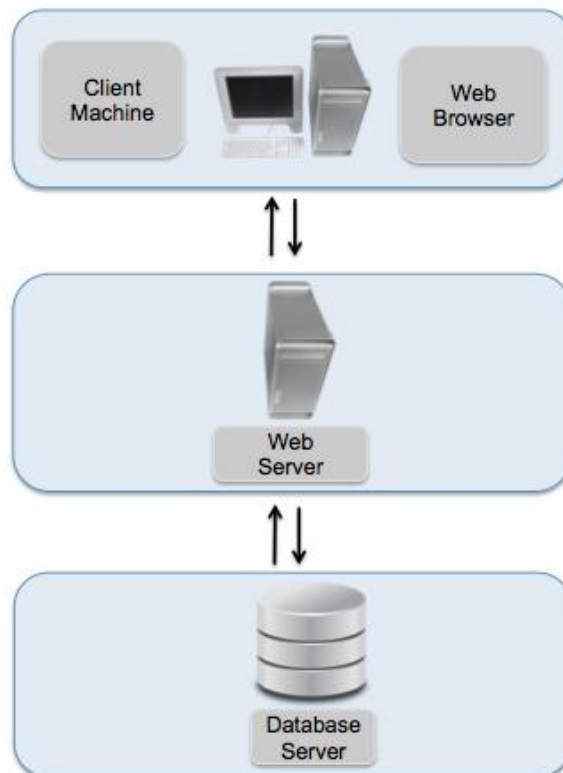 Client
Machine
Web
Browser
Web
Server
Database
Server